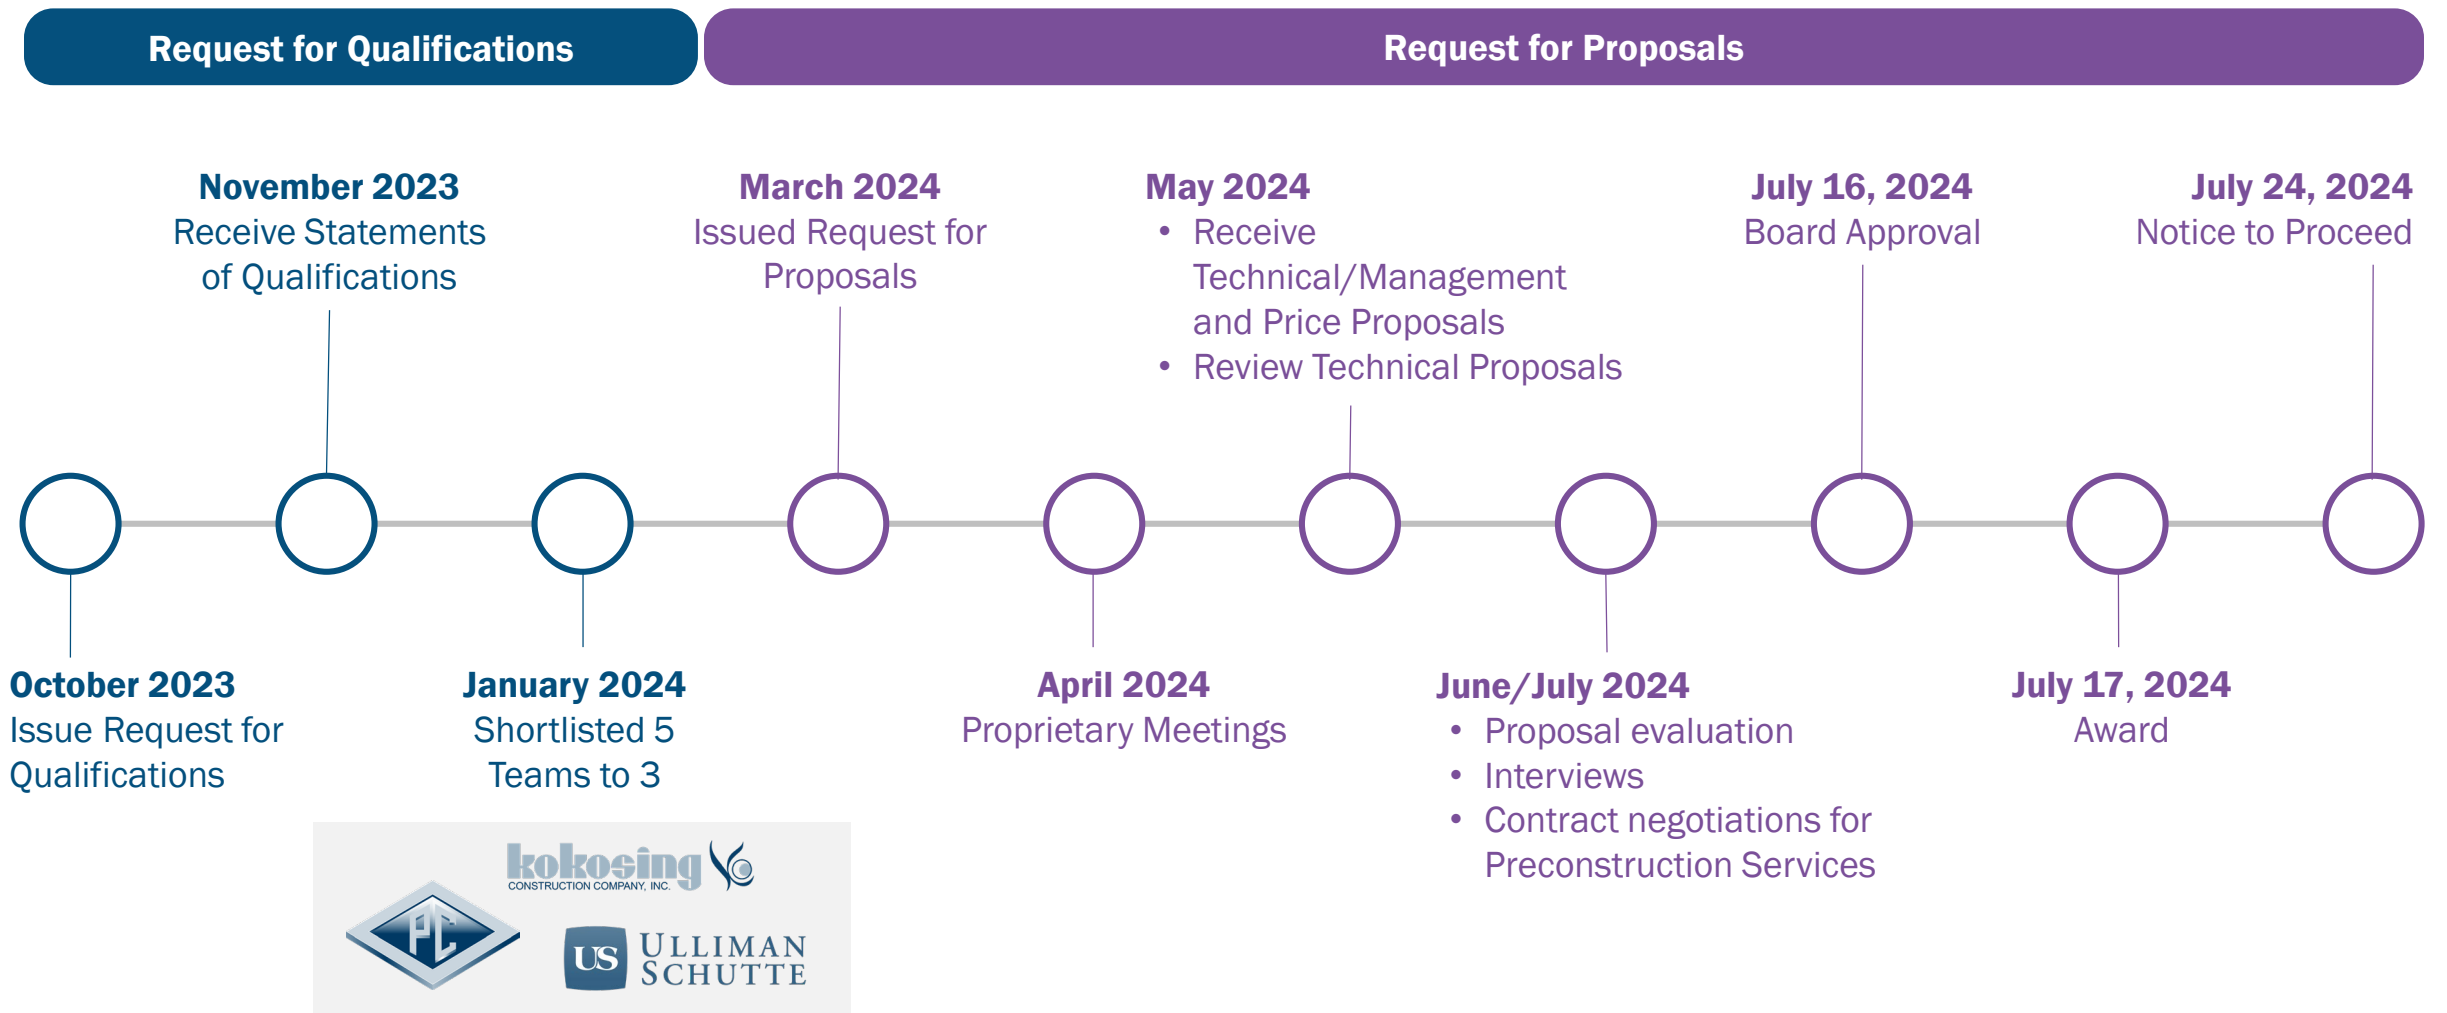 Request for Qualifications
Request for Proposals
November 2023
Receive Statements
of Qualifications
March 2024
Issued Request for
Proposals
May 2024
• Receive
Technical/Management
and Price Proposals
• Review Technical Proposals
July 16, 2024
Board Approval
July 24, 2024
Notice to Proceed
October 2023
Issue Request for
Qualifications
January 2024
Shortlisted 5
Teams to 3
April 2024
Proprietary Meetings
June/July 2024
• Proposal evaluation
• Interviews
• Contract negotiations for
Preconstruction Services
July 17, 2024
Award
kokosing
CONSTRUCTION COMPANY, INC.
PC
US
ULLIMAN
SCHUTTE